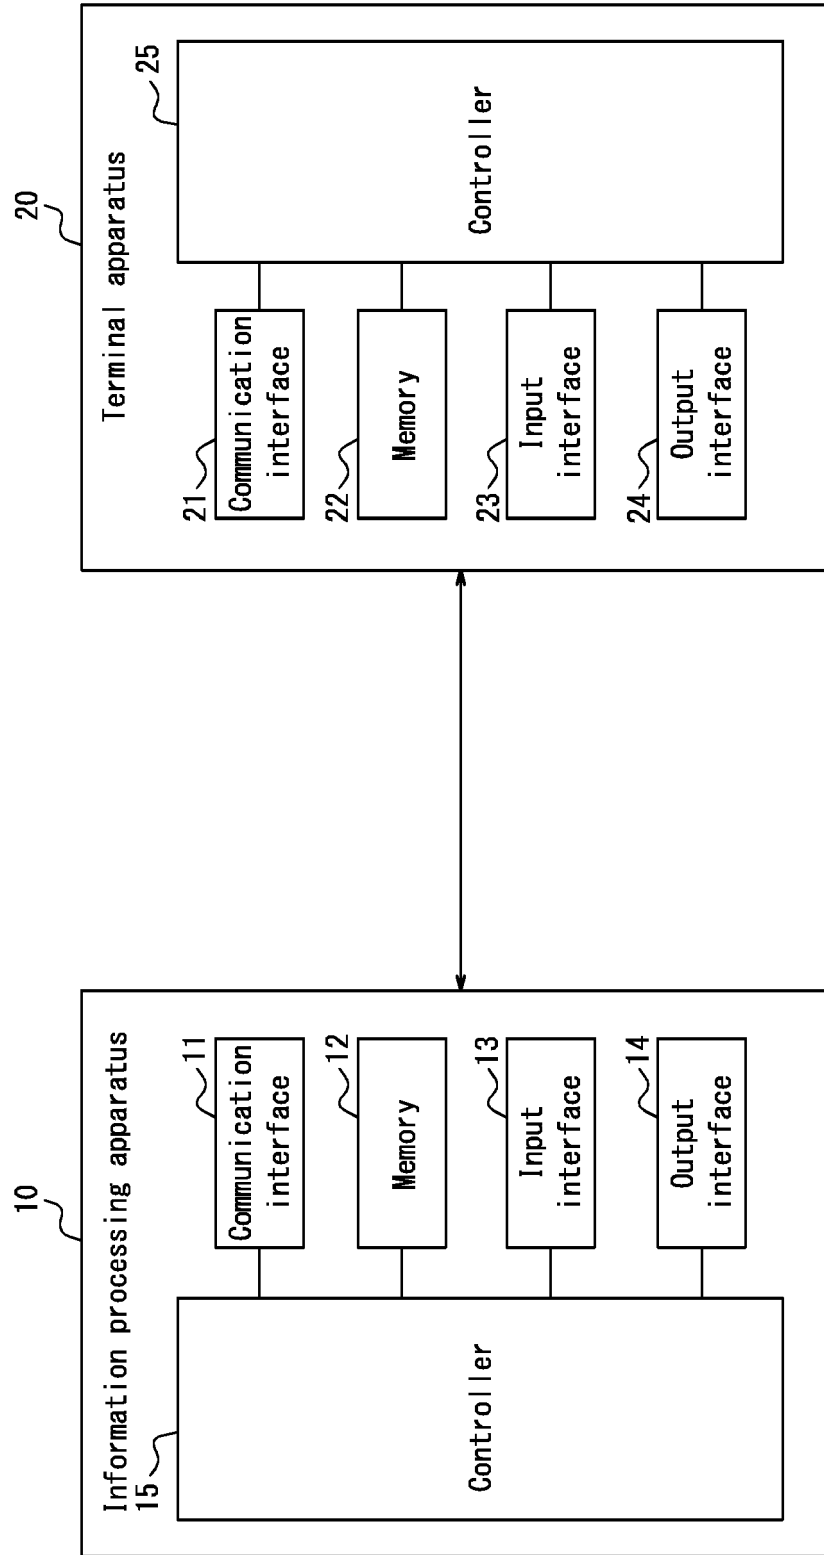 10
Information processing apparatus
15
Controller
11
Communication
interface
12
Memory
13
Input
interface
14
Output
interface
20
Terminal apparatus
21
Communication
interface
22
Memory
23
Input
interface
24
Output
interface
25
Controller